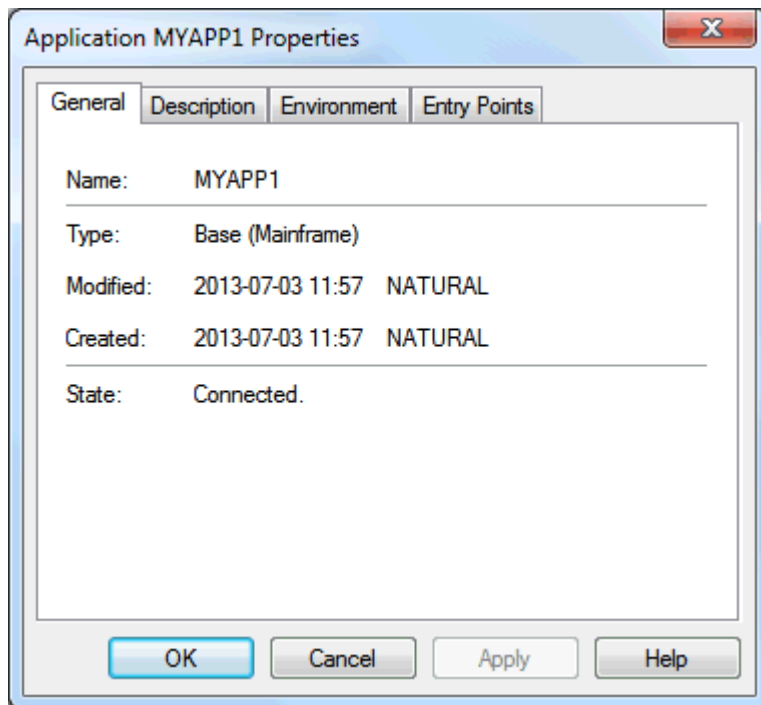 Application MYAPP1 Properties
General Description Environment Entry Points
Name: MYAPP1
Type: Base (Mainframe)
Modified: 2013-07-03 11:57 NATURAL
Created: 2013-07-03 11:57 NATURAL
State: Connected.
OK Cancel Apply Help